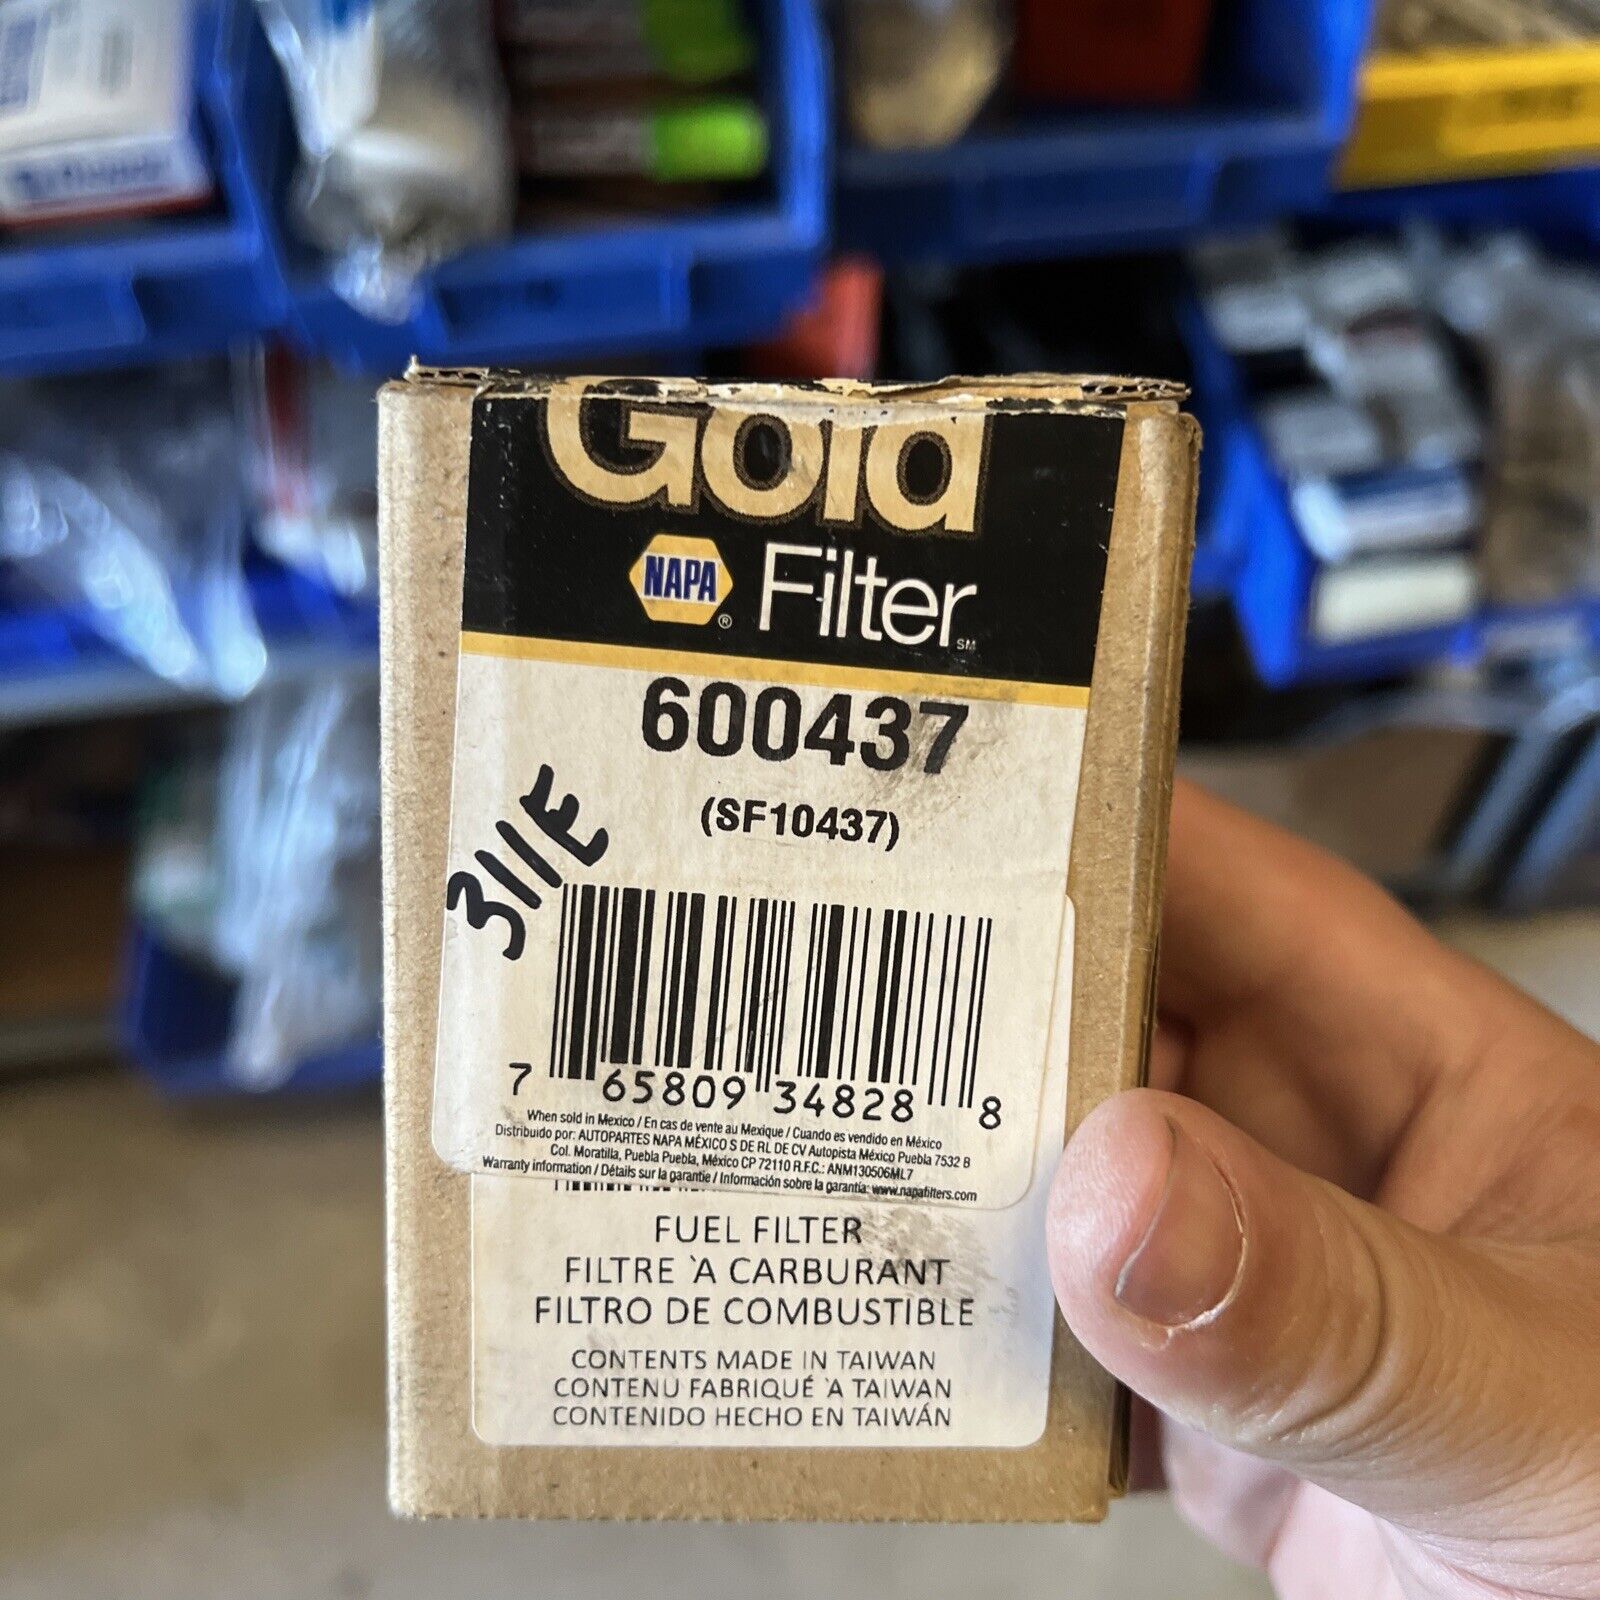 Gold
NAPA® Filter℠
600437
(SF10437)
311E
7 65809 34828 8
When sold in Mexico / En cas de vente au Mexique / Cuando es vendido en México
Distribuido por: AUTOPARTES NAPA MÉXICO S DE RL DE CV Autopista México Puebla 7532 B
Col. Moratilla, Puebla Puebla, México CP 72110 R.F.C.: ANM130506ML7
Warranty information / Détails sur la garantie / Información sobre la garantía: www.napafilters.com
FUEL FILTER
FILTRE `A CARBURANT
FILTRO DE COMBUSTIBLE
CONTENTS MADE IN TAIWAN
CONTENU FABRIQUÉ `A TAIWAN
CONTENIDO HECHO EN TAIWÁN